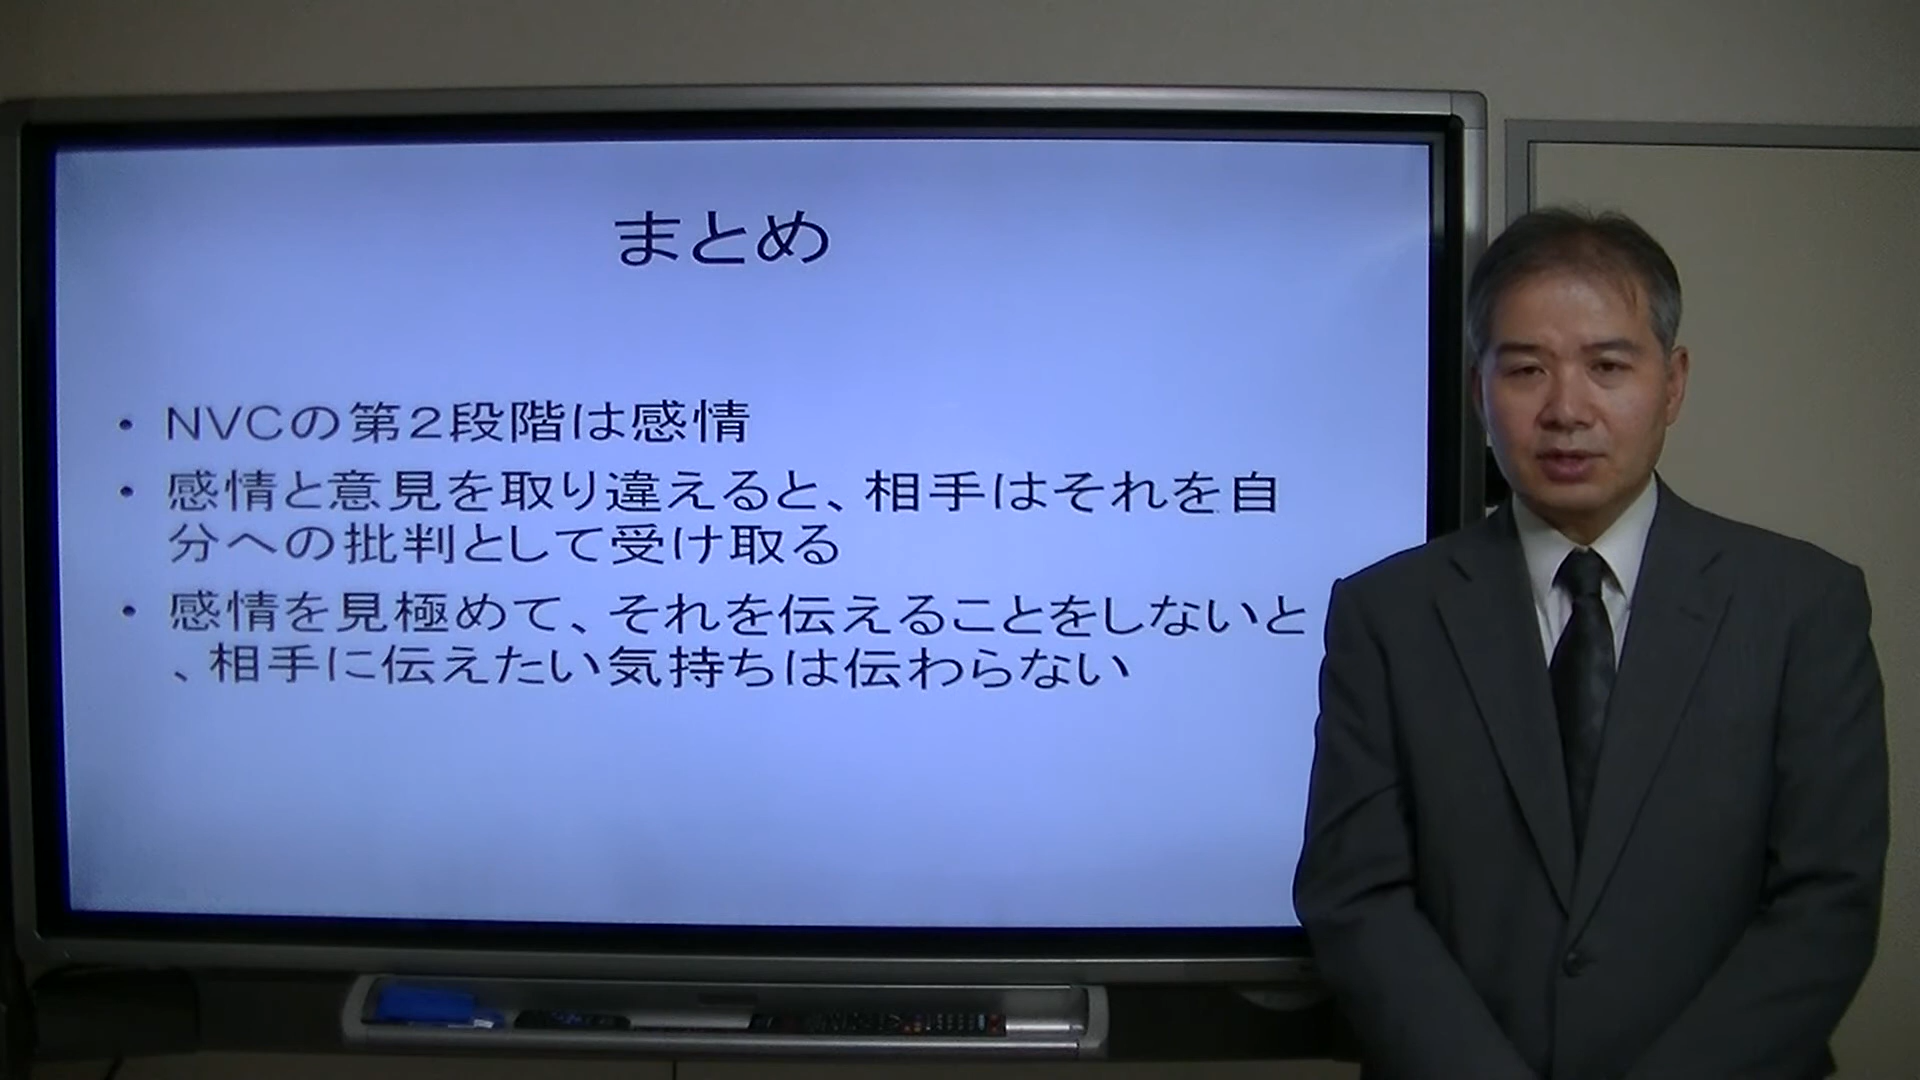 まとめ
・NVCの第２段階は感情
・感情と意見を取り違えると、相手はそれを自
分への批判として受け取る
・感情を見極めて、それを伝えることをしないと
、相手に伝えたい気持ちは伝わらない